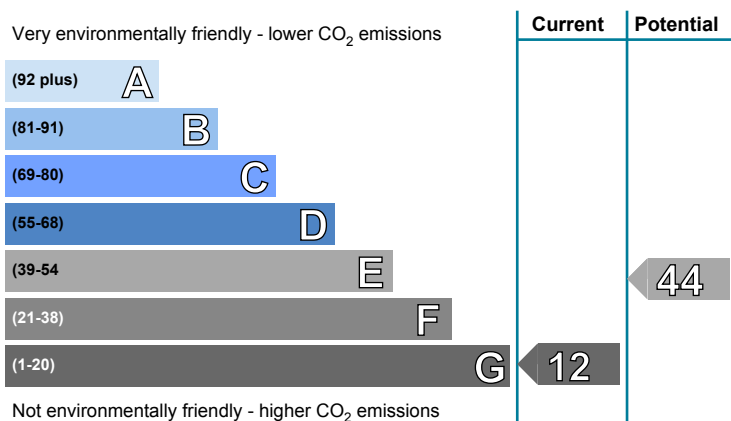 Current Potential
Very environmentally friendly - lower CO₂ emissions
(92 plus) A
(81-91) B
(69-80) C
(55-68) D
(39-54 E
44
(21-38) F
(1-20) G 12
Not environmentally friendly - higher CO₂ emissions